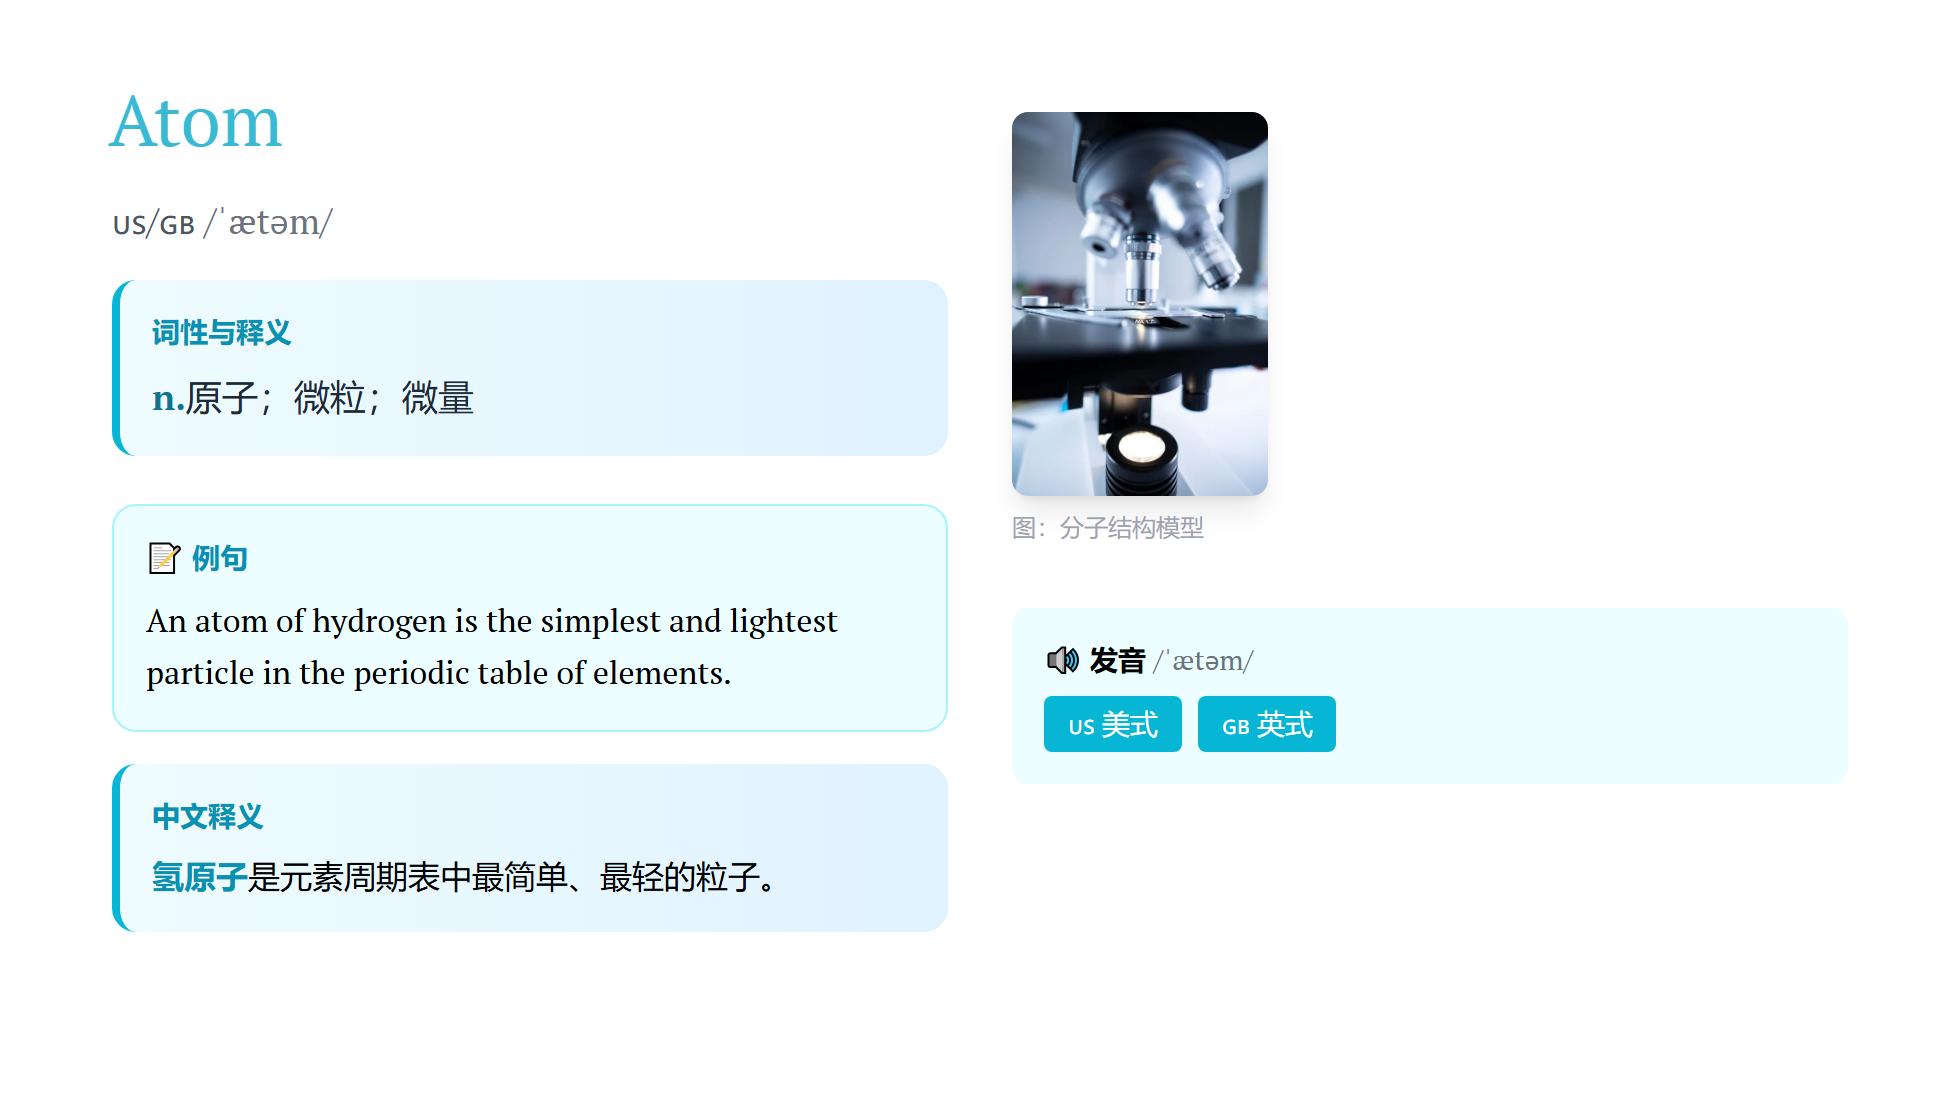 Atom
US/GB /ˈætəm/
词性与释义
n.原子；微粒；微量
📝 例句
An atom of hydrogen is the simplest and lightest
particle in the periodic table of elements.
中文释义
氢原子是元素周期表中最简单、最轻的粒子。
图：分子结构模型
🔊 发音 /ˈætəm/
US 美式
GB 英式